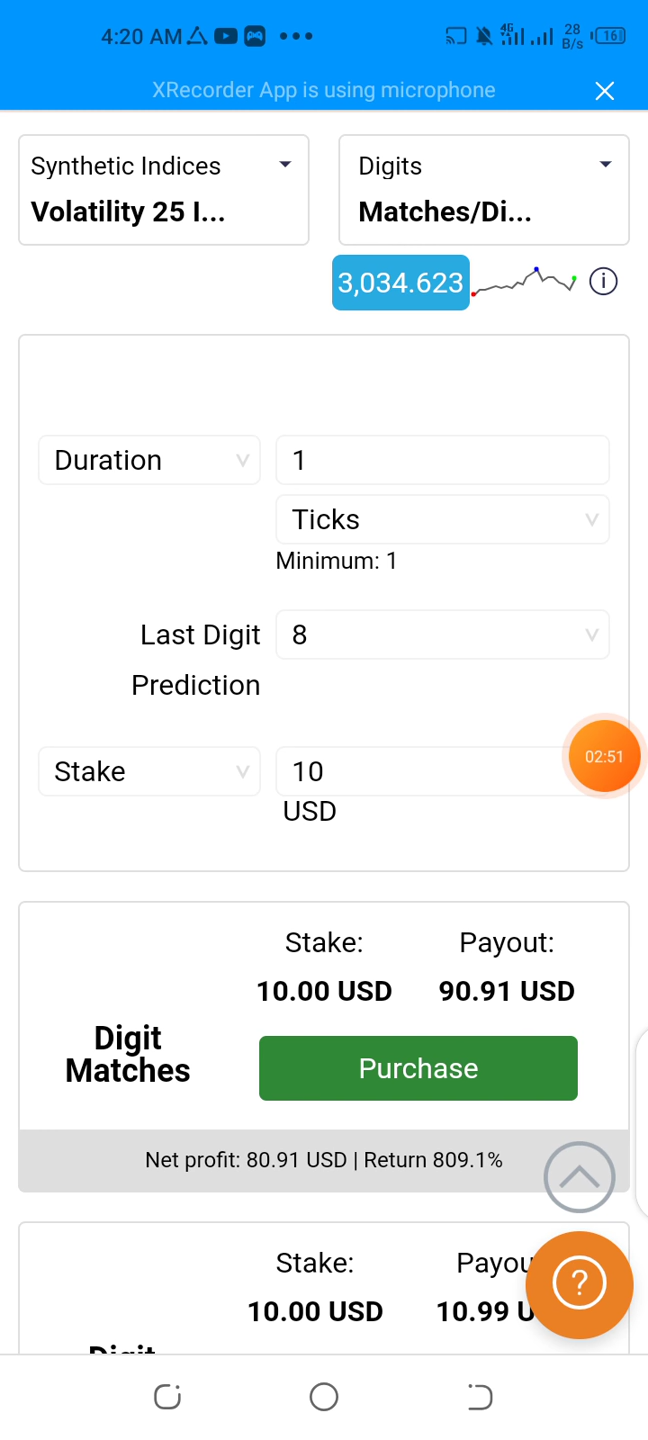 4:20 AM
4G
28 B/s
16
XRecorder App is using microphone
Synthetic Indices
Digits
Volatility 25 I...
Matches/Di...
3,034.623
Duration
1
Ticks
Minimum: 1
Last Digit
8
Prediction
02:51
Stake
10
USD
Stake:
Payout:
10.00 USD
90.91 USD
Digit
Matches
Purchase
Net profit: 80.91 USD | Return 809.1%
Stake:
Payou
10.00 USD
10.99 U
Digit